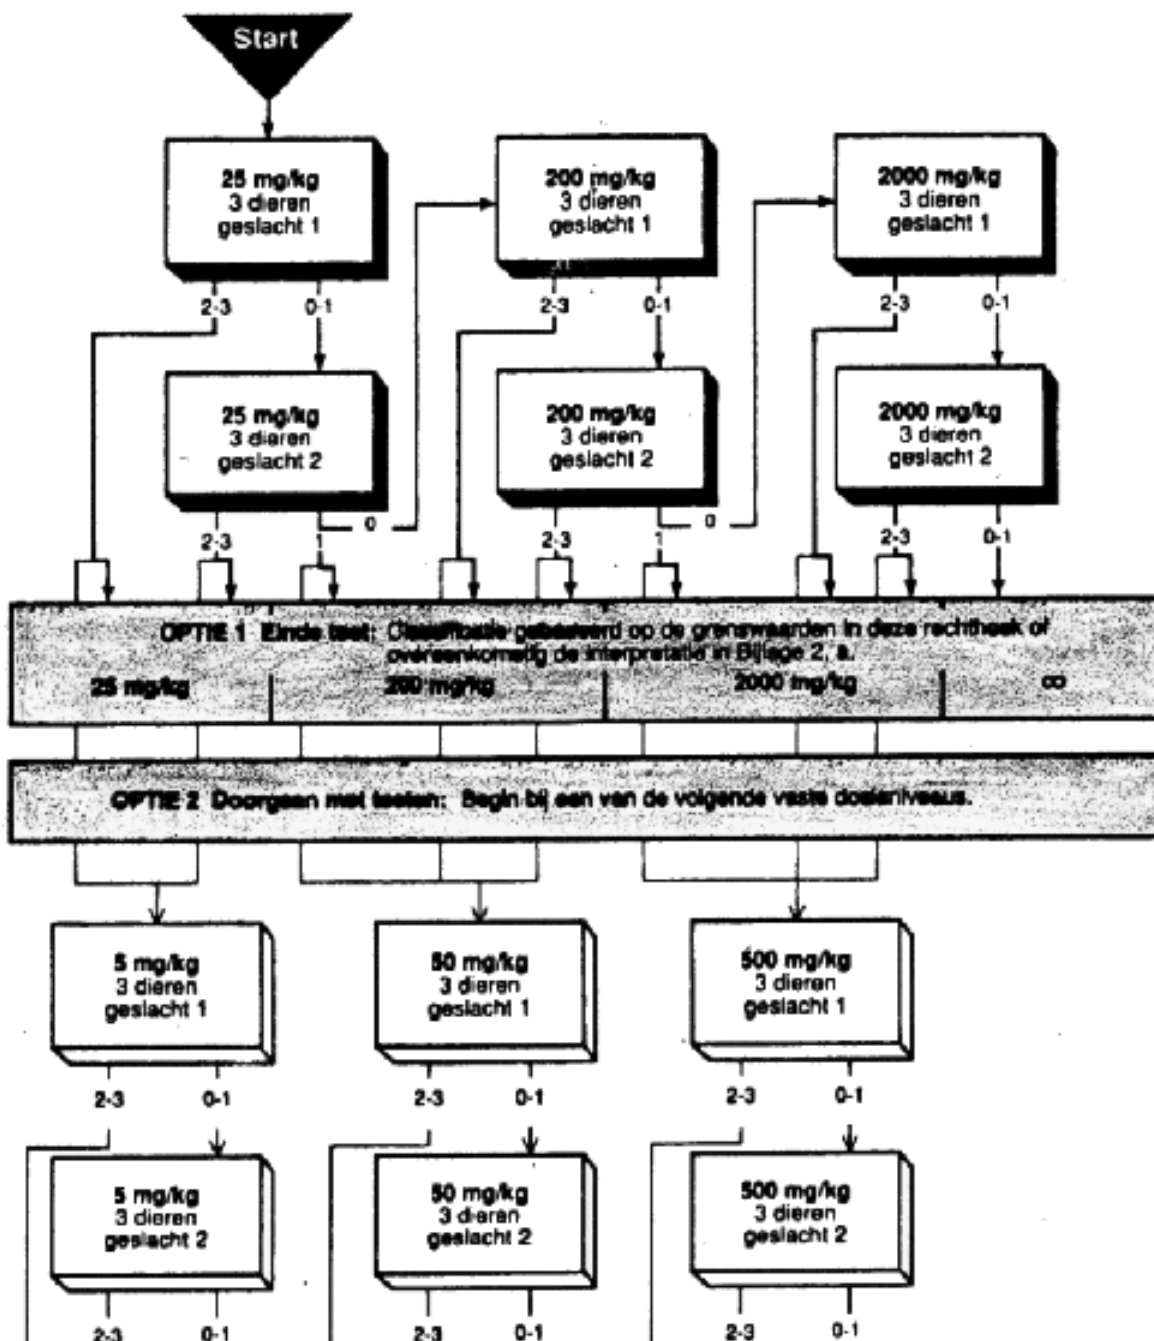 Start
25 mg/kg
3 dieren
geslacht 1
200 mg/kg
3 dieren
geslacht 1
2000 mg/kg
3 dieren
geslacht 1
2-3
0-1
2-3
0-1
2-3
0-1
25 mg/kg
3 dieren
geslacht 2
200 mg/kg
3 dieren
geslacht 2
2000 mg/kg
3 dieren
geslacht 2
0
0
2-3
1
2-3
1
2-3
0-1
OPTIE 1 Einde test: Classificatie gebaseerd op de grenswaarden in deze rechthoek of
overeenkomstig de interpretatie in Bijlage 2, a.
25 mg/kg
200 mg/kg
2000 mg/kg
∞
OPTIE 2 Doorgaan met testen: Begin bij een van de volgende vaste dosisniveaus.
5 mg/kg
3 dieren
geslacht 1
50 mg/kg
3 dieren
geslacht 1
500 mg/kg
3 dieren
geslacht 1
2-3
0-1
2-3
0-1
2-3
0-1
5 mg/kg
3 dieren
geslacht 2
50 mg/kg
3 dieren
geslacht 2
500 mg/kg
3 dieren
geslacht 2
2-3
0-1
2-3
0-1
2-3
0-1